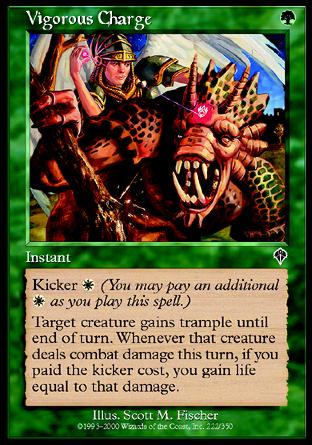 Vigorous Charge
Instant
Kicker (You may pay an additional
as you play this spell.)
Target creature gains trample until
end of turn. Whenever that creature
deals combat damage this turn, if you
paid the kicker cost, you gain life
equal to that damage.
Illus. Scott M. Fischer
©1993–2000 Wizards of the Coast, Inc. 222/350